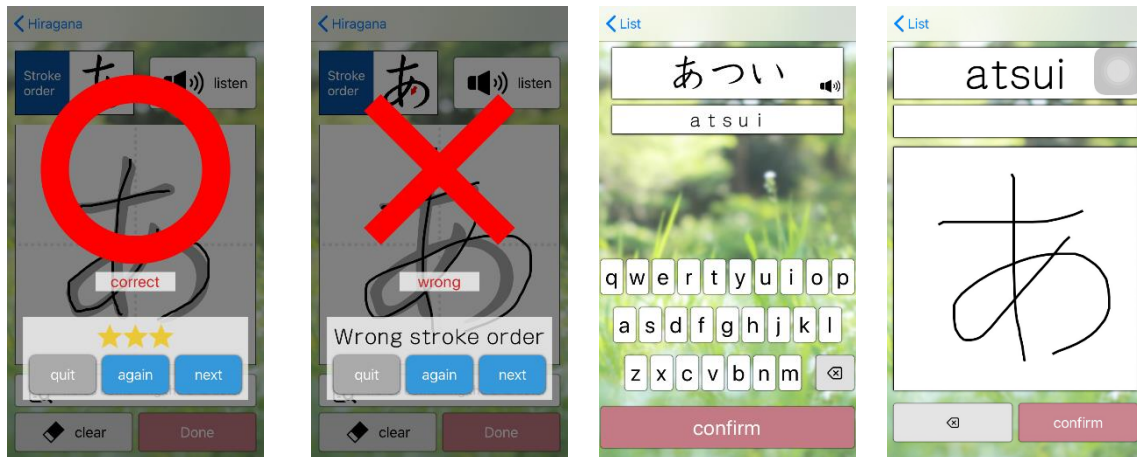 Hiragana
Stroke
order
あ
listen
correct
quit
again
next
clear
Done
Hiragana
Stroke
order
あ
listen
wrong
Wrong stroke order
quit
again
next
clear
Done
List
あつい
atsui
q w e r t y u i o p
a s d f g h j k l
z x c v b n m
confirm
List
atsui
あ
confirm